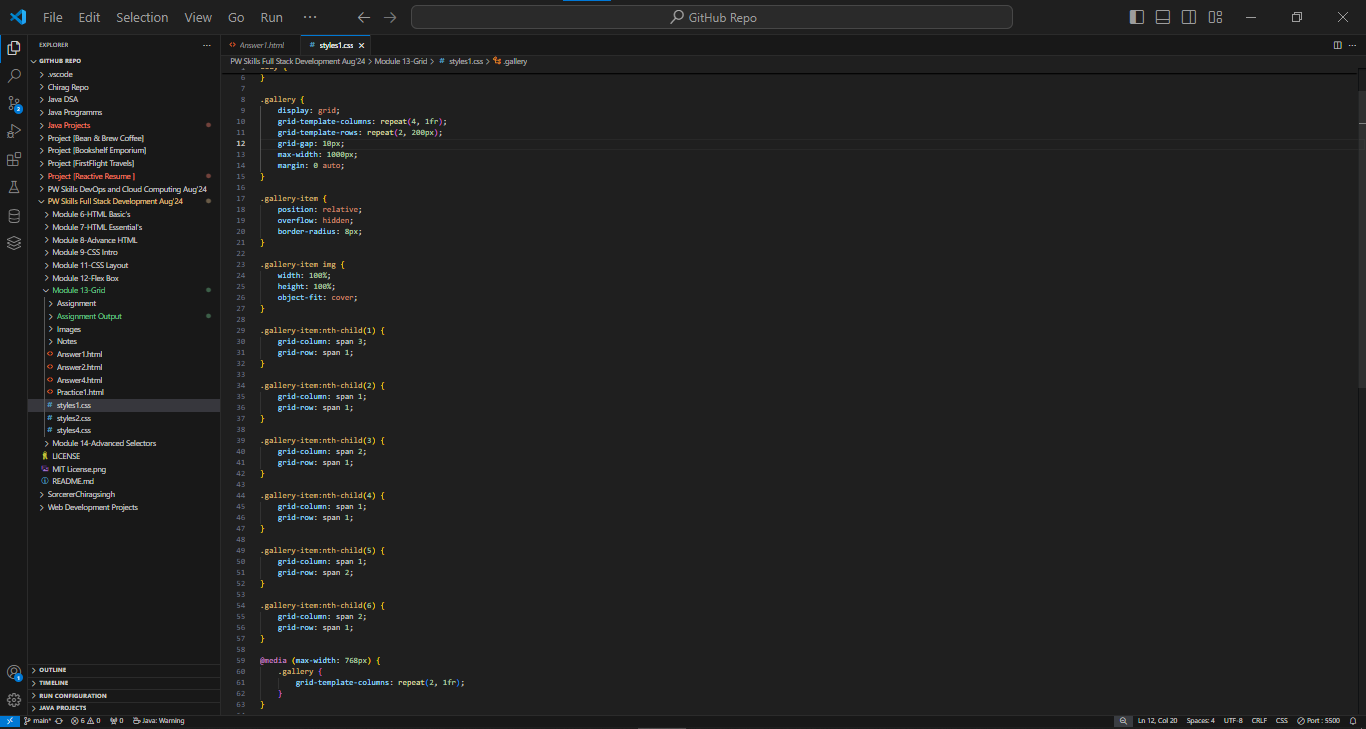 File Edit Selection View Go Run ··· GitHub Repo
EXPLORER ···
GITHUB REPO
.vscode
Chirag Repo
Java DSA
Java Programms
Java Projects
Project [Bean & Brew Coffee]
Project [Bookshelf Emporium]
Project [FirstFlight Travels]
Project [Reactive Resume ]
PW Skills DevOps and Cloud Computing Aug'24
PW Skills Full Stack Development Aug'24
Module 6-HTML Basic's
Module 7-HTML Essential's
Module 8-Advance HTML
Module 9-CSS Intro
Module 11-CSS Layout
Module 12-Flex Box
Module 13-Grid
Assignment
Assignment Output
Images
Notes
Answer1.html
Answer2.html
Answer4.html
Practice1.html
styles1.css
styles2.css
styles4.css
Module 14-Advanced Selectors
LICENSE
MIT License.png
README.md
SorcererChiragsingh
Web Development Projects
OUTLINE
TIMELINE
RUN CONFIGURATION
JAVA PROJECTS
Answer1.html # styles1.css
PW Skills Full Stack Development Aug'24 > Module 13-Grid > # styles1.css > .gallery
6 }
7
8 .gallery {
9 display: grid;
10 grid-template-columns: repeat(4, 1fr);
11 grid-template-rows: repeat(2, 200px);
12 grid-gap: 10px;
13 max-width: 1000px;
14 margin: 0 auto;
15 }
16
17 .gallery-item {
18 position: relative;
19 overflow: hidden;
20 border-radius: 8px;
21 }
22
23 .gallery-item img {
24 width: 100%;
25 height: 100%;
26 object-fit: cover;
27 }
28
29 .gallery-item:nth-child(1) {
30 grid-column: span 3;
31 grid-row: span 1;
32 }
33
34 .gallery-item:nth-child(2) {
35 grid-column: span 1;
36 grid-row: span 1;
37 }
38
39 .gallery-item:nth-child(3) {
40 grid-column: span 2;
41 grid-row: span 1;
42 }
43
44 .gallery-item:nth-child(4) {
45 grid-column: span 1;
46 grid-row: span 1;
47 }
48
49 .gallery-item:nth-child(5) {
50 grid-column: span 1;
51 grid-row: span 2;
52 }
53
54 .gallery-item:nth-child(6) {
55 grid-column: span 2;
56 grid-row: span 1;
57 }
58
59 @media (max-width: 768px) {
60 .gallery {
61 grid-template-columns: repeat(2, 1fr);
62 }
63 }
main* 6 0 0 Java: Warning Ln 12, Col 20 Spaces: 4 UTF-8 CRLF CSS Port : 5500